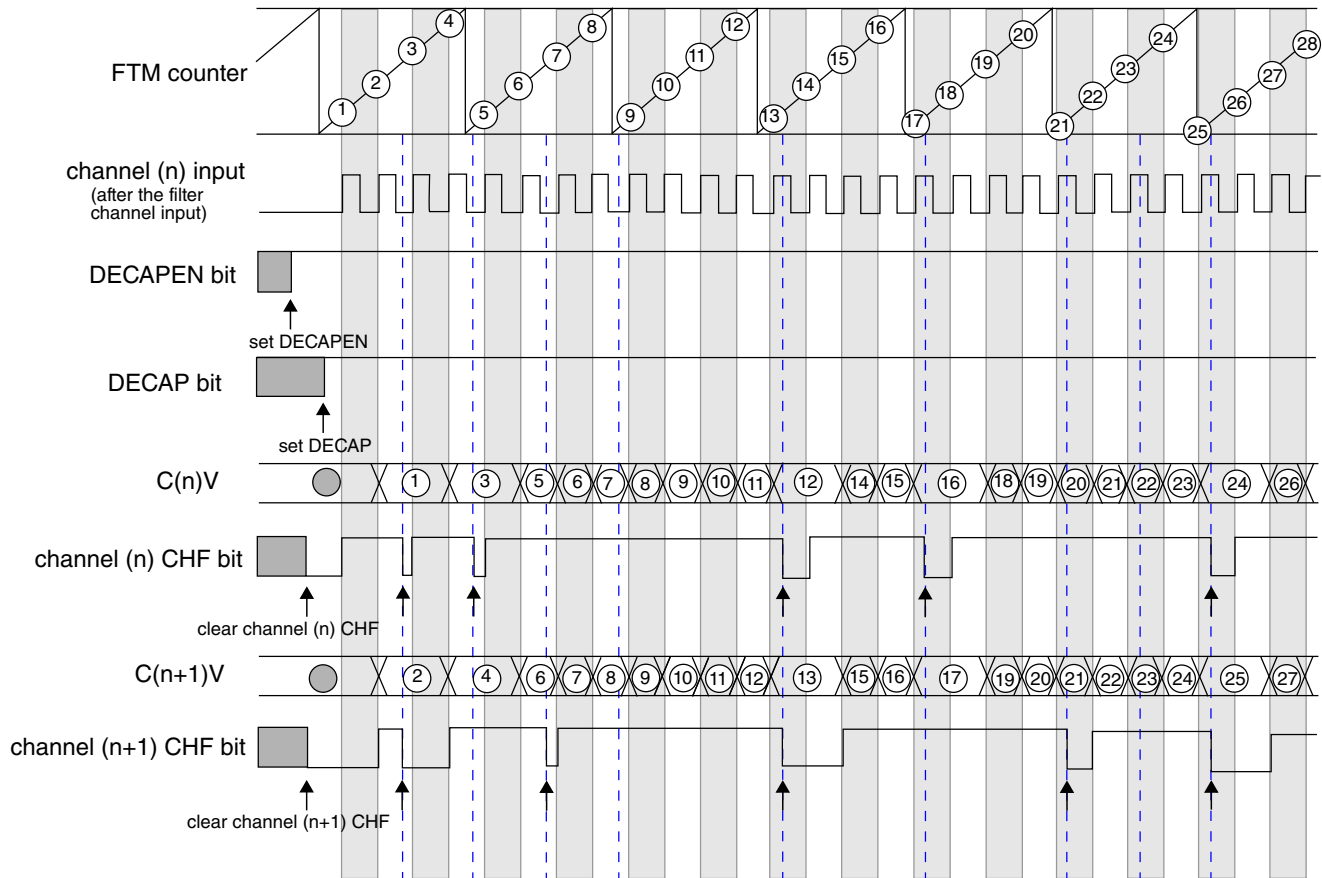 4
8
12
16
20
24
28
3
7
11
15
19
23
27
FTM counter
2
6
10
14
18
22
26
1
5
9
13
17
21
25
channel (n) input
(after the filter
channel input)
DECAPEN bit
set DECAPEN
DECAP bit
set DECAP
C(n)V
1 3 5 6 7 8 9 10 11 12 14 15 16 18 19 20 21 22 23 24 26
channel (n) CHF bit
clear channel (n) CHF
C(n+1)V
2 4 6 7 8 9 10 11 12 13 15 16 17 19 20 21 22 23 24 25 27
channel (n+1) CHF bit
clear channel (n+1) CHF